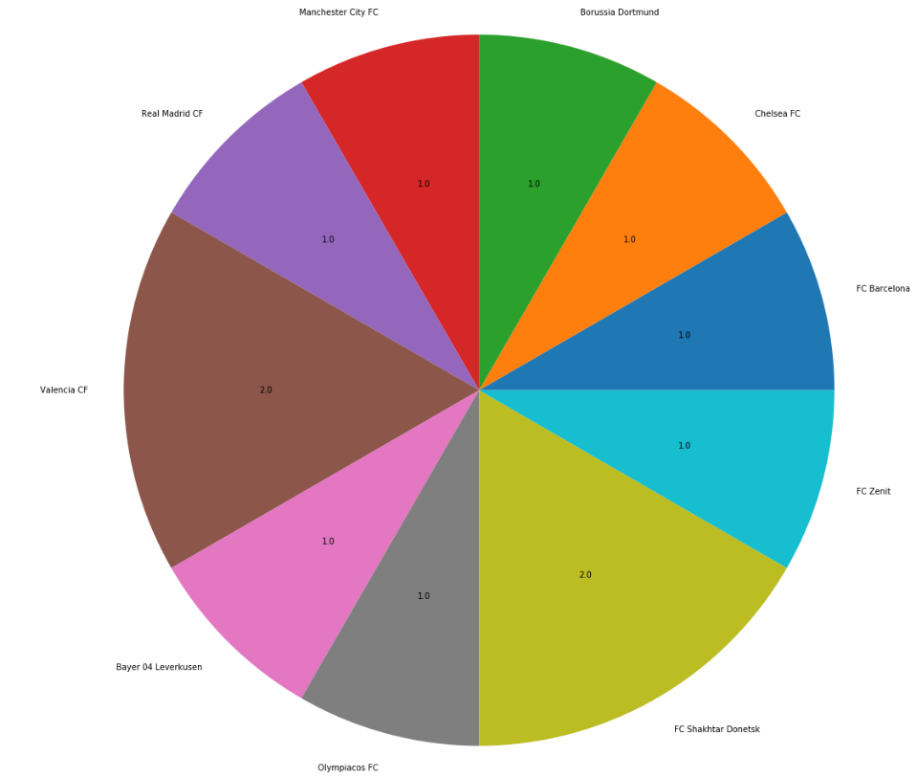 Manchester City FC
Borussia Dortmund
Real Madrid CF
Chelsea FC
1.0
1.0
1.0
1.0
FC Barcelona
1.0
Valencia CF
2.0
1.0
FC Zenit
1.0
2.0
1.0
Bayer 04 Leverkusen
FC Shakhtar Donetsk
Olympiacos FC